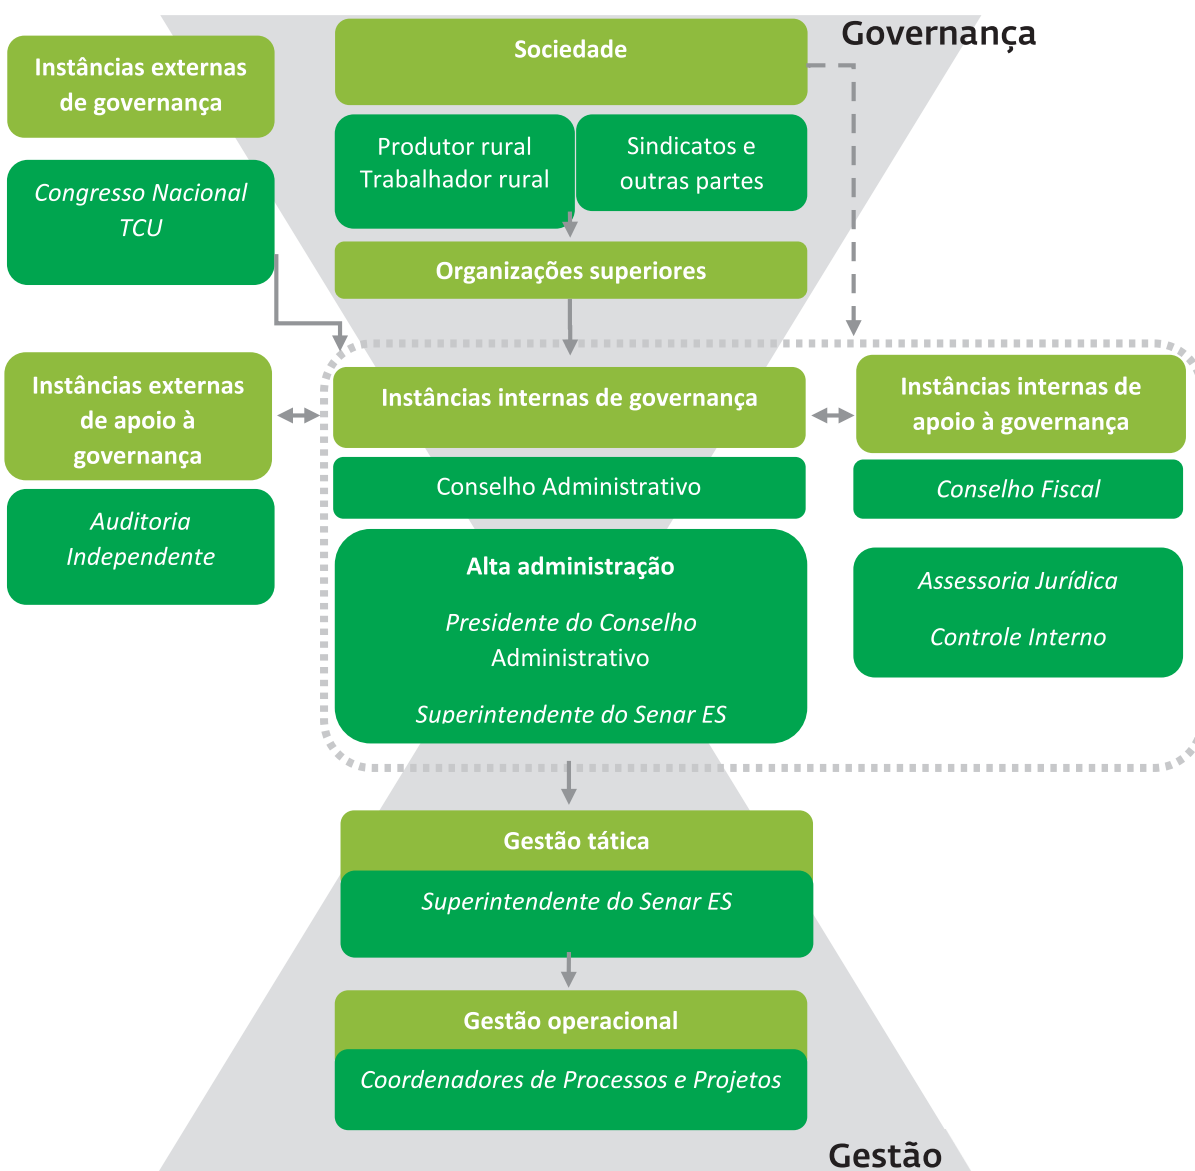 Governança
Instâncias externas
de governança
Sociedade
Congresso Nacional
TCU
Produtor rural
Trabalhador rural
Sindicatos e
outras partes
Organizações superiores
Instâncias externas
de apoio à
governança
Instâncias internas de governança
Instâncias internas de
apoio à governança
Auditoria
Independente
Conselho Administrativo
Conselho Fiscal
Alta administração
Presidente do Conselho
Administrativo
Superintendente do Senar ES
Assessoria Jurídica
Controle Interno
Gestão tática
Superintendente do Senar ES
Gestão operacional
Coordenadores de Processos e Projetos
Gestão